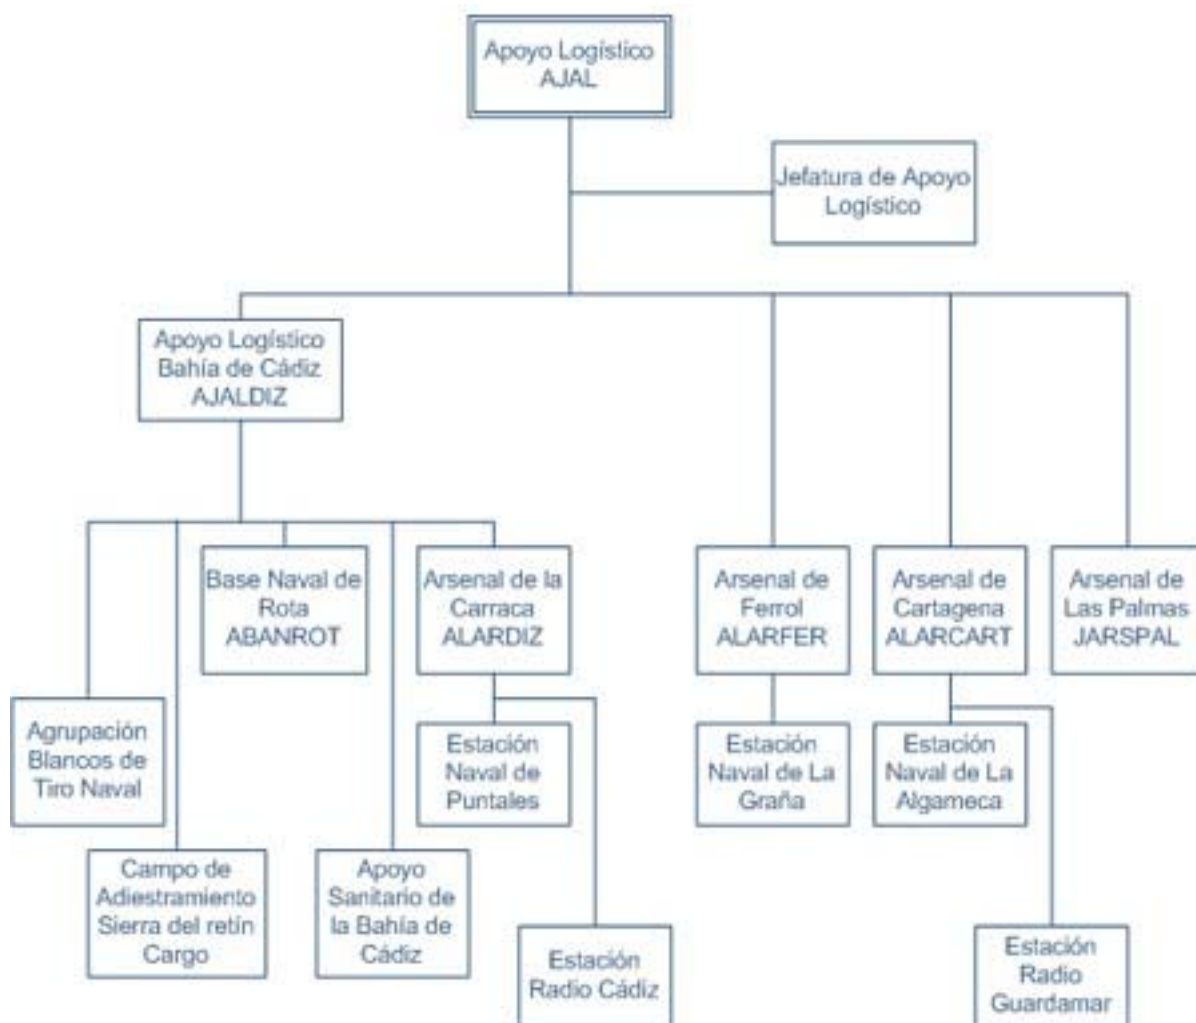 Apoyo Logístico
AJAL
Jefatura de Apoyo
Logístico
Apoyo Logístico
Bahía de Cádiz
AJALDIZ
Base Naval de
Rota
ABANROT
Arsenal de la
Carraca
ALARDIZ
Arsenal de
Ferrol
ALARFER
Arsenal de
Cartagena
ALARCART
Arsenal de
Las Palmas
JARSPAL
Agrupación
Blancos de
Tiro Naval
Estación
Naval de
Puntales
Estación
Naval de La
Graña
Estación
Naval de La
Algameca
Campo de
Adiestramiento
Sierra del retín
Cargo
Apoyo
Sanitario de
la Bahía de
Cádiz
Estación
Radio Cádiz
Estación
Radio
Guardamar